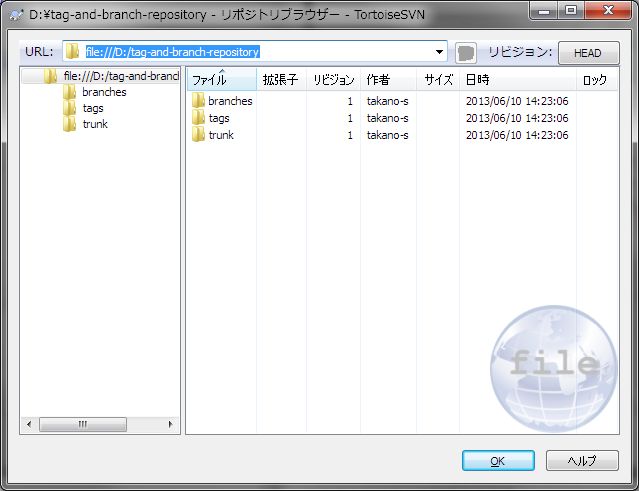 D:¥tag-and-branch-repository - リポジトリブラウザー - TortoiseSVN
URL: file:///D:/tag-and-branch-repository リビジョン: HEAD
file:///D:/tag-and-branch
branches
tags
trunk
ファイル 拡張子 リビジョン 作者 サイズ 日時 ロック
branches 1 takano-s 2013/06/10 14:23:06
tags 1 takano-s 2013/06/10 14:23:06
trunk 1 takano-s 2013/06/10 14:23:06
file
OK ヘルプ